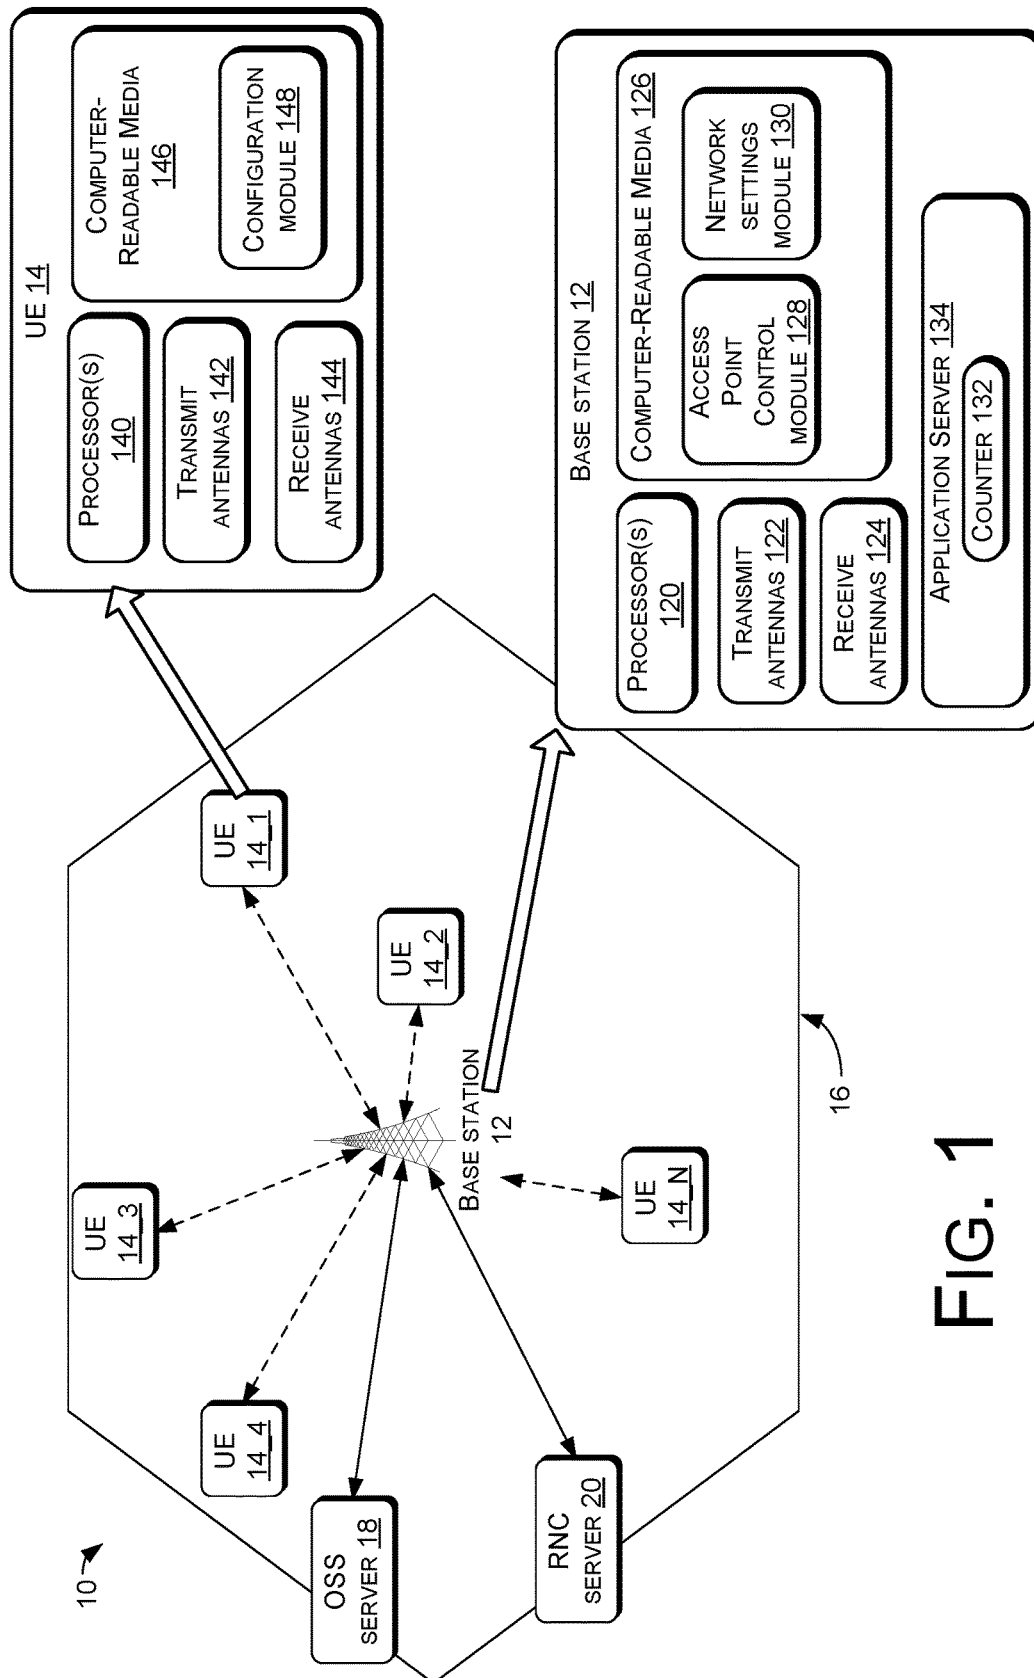 10
OSS
SERVER 18
RNC
SERVER 20
UE
14_4
UE
14_3
UE
14_2
UE
14_1
UE
14_N
BASE STATION
12
16
UE 14
PROCESSOR(S)
140
TRANSMIT
ANTENNAS 142
RECEIVE
ANTENNAS 144
COMPUTER-
READABLE MEDIA
146
CONFIGURATION
MODULE 148
BASE STATION 12
PROCESSOR(S)
120
TRANSMIT
ANTENNAS 122
RECEIVE
ANTENNAS 124
COMPUTER-READABLE MEDIA 126
ACCESS
POINT
CONTROL
MODULE 128
NETWORK
SETTINGS
MODULE 130
APPLICATION SERVER 134
COUNTER 132
FIG. 1